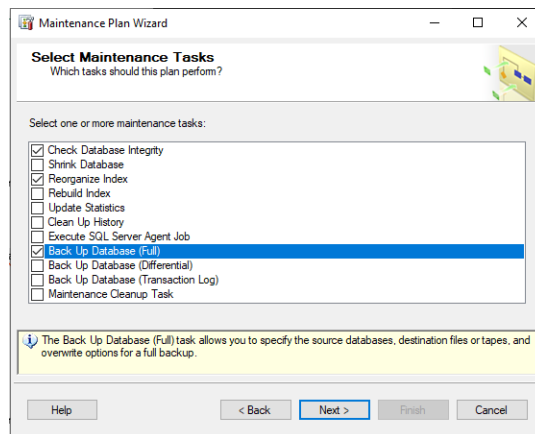 Maintenance Plan Wizard
Select Maintenance Tasks
Which tasks should this plan perform?
Select one or more maintenance tasks:
Check Database Integrity
Shrink Database
Reorganize Index
Rebuild Index
Update Statistics
Clean Up History
Execute SQL Server Agent Job
Back Up Database (Full)
Back Up Database (Differential)
Back Up Database (Transaction Log)
Maintenance Cleanup Task
The Back Up Database (Full) task allows you to specify the source databases, destination files or tapes, and
overwrite options for a full backup.
Help < Back Next > Finish Cancel